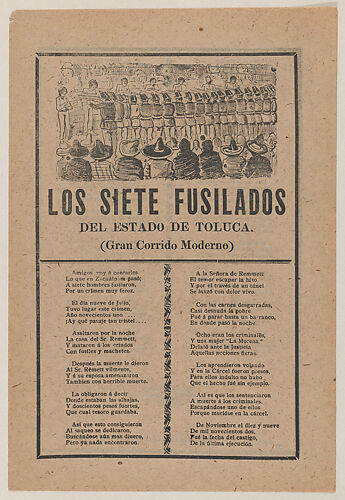 LOS SIETE FUSILADOS
DEL ESTADO DE TOLUCA.
(Gran Corrido Moderno)
Amigos voy á contarles
Lo que en Zacualpam pasó;
A siete hombres fusilaron,
Por un crimen muy feroz.
El día nueve de Julio,
Tuvo lugar este crimen,
Año novecientos uno ....
¡Ay qué pasaje tan triste!....
Asaltaron por la noche
La casa del Sr. Remmett,
Y mataron á los criados
Con fusiles y machetes.
Después la muerte le dieron
Al Sr. Rémett vilmente,
Y á su esposa amenazaron
Tambien con horrible muerte.
La obligaron á decir
Donde estaban las alhajas,
Y doscientos pesos fuertes,
Que cual tesoro guardaba.
Así que esto consiguieron
Al saqueo se dedicaron,
Buscándose aún mas dinero,
Pero ya nada encontraron.
A la Señora de Remmett
El temor escapar la hizo,
Y por el través de un túnel
Se lanzó con dolor vivo.
Con las carnes desgarradas,
Casi desnuda la pobre
Fué á parar hasta un barranco,
En donde pasó la noche.
Ocho eran los criminales,
Y una mujer "La Morena"
Delató ante la Justicia
Aquellas acciones fieras.
Los aprendieron volando
Y en la Cárcel fueron presos,
Para ellos indulto no hubo
Que el hecho fué sin ejemplo.
Así es que los sentenciaron
A muerte á los criminales.
Escapándose uno de ellos
Porque murióse en la cárcel.
De Noviembre el diez y nueve
De mil novecientos dos,
Fué la fecha del castigo,
De la última ejecución.